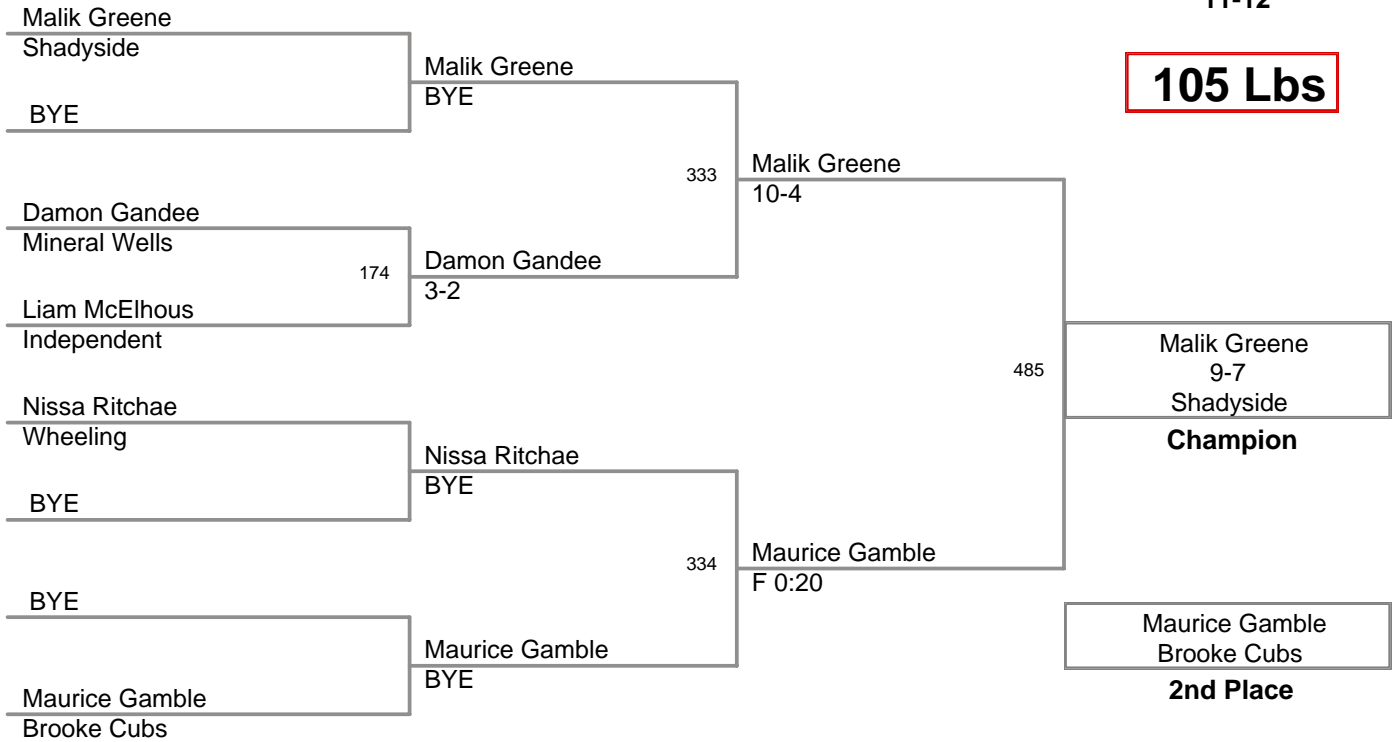 11-12
105 Lbs
Malik Greene
Shadyside
BYE
Damon Gandee
Mineral Wells
174
Liam McElhous
Independent
Nissa Ritchae
Wheeling
BYE
BYE
Maurice Gamble
Brooke Cubs
Malik Greene
BYE
333
Damon Gandee
3-2
Nissa Ritchae
BYE
334
Maurice Gamble
BYE
Malik Greene
10-4
485
Maurice Gamble
F 0:20
Malik Greene
9-7
Shadyside
Champion
Maurice Gamble
Brooke Cubs
2nd Place